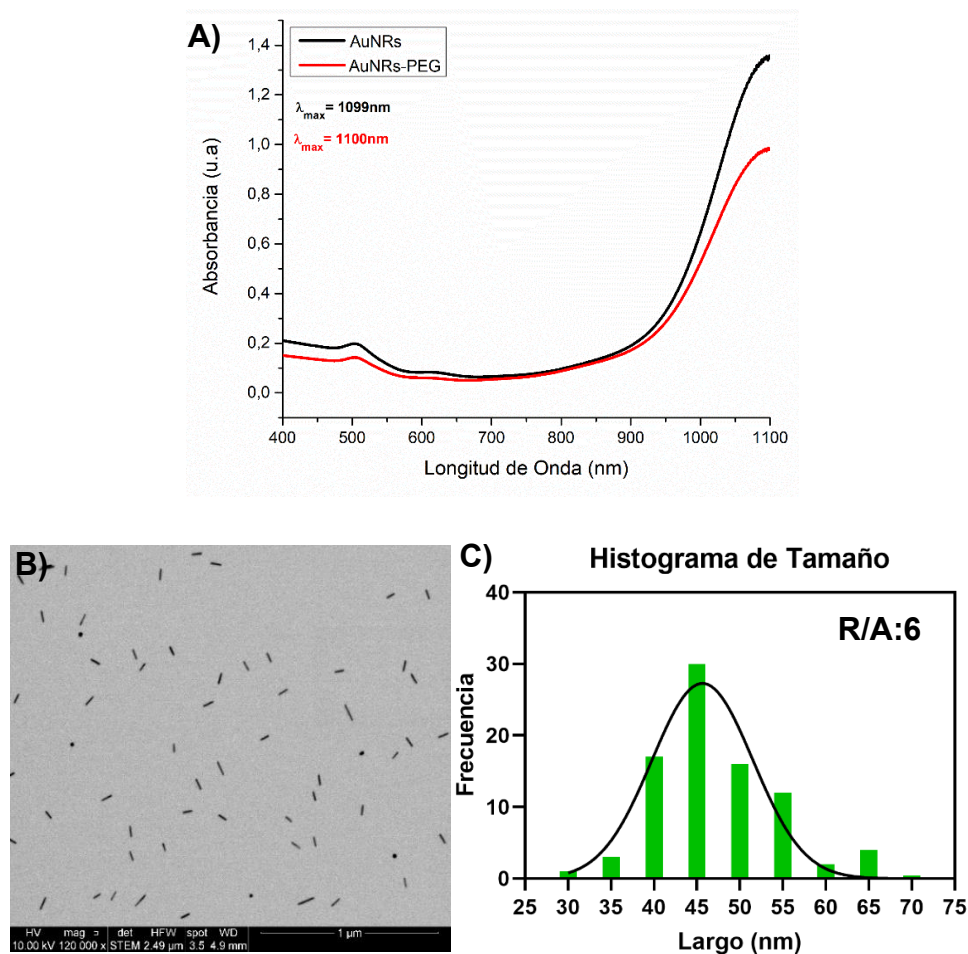 A)
AuNRs
AuNRs-PEG
λmax= 1099nm
λmax= 1100nm
Absorbancia (u.a)
1,4
1,2
1,0
0,8
0,6
0,4
0,2
0,0
400 500 600 700 800 900 1000 1100
Longitud de Onda (nm)
B)
HV mag det HFW spot WD
10.00 kV 120 000 x STEM 2.49 µm 3.5 4.9 mm
1 µm
C)
Histograma de Tamaño
R/A:6
Frecuencia
40
30
20
10
0
25 30 35 40 45 50 55 60 65 70 75
Largo (nm)